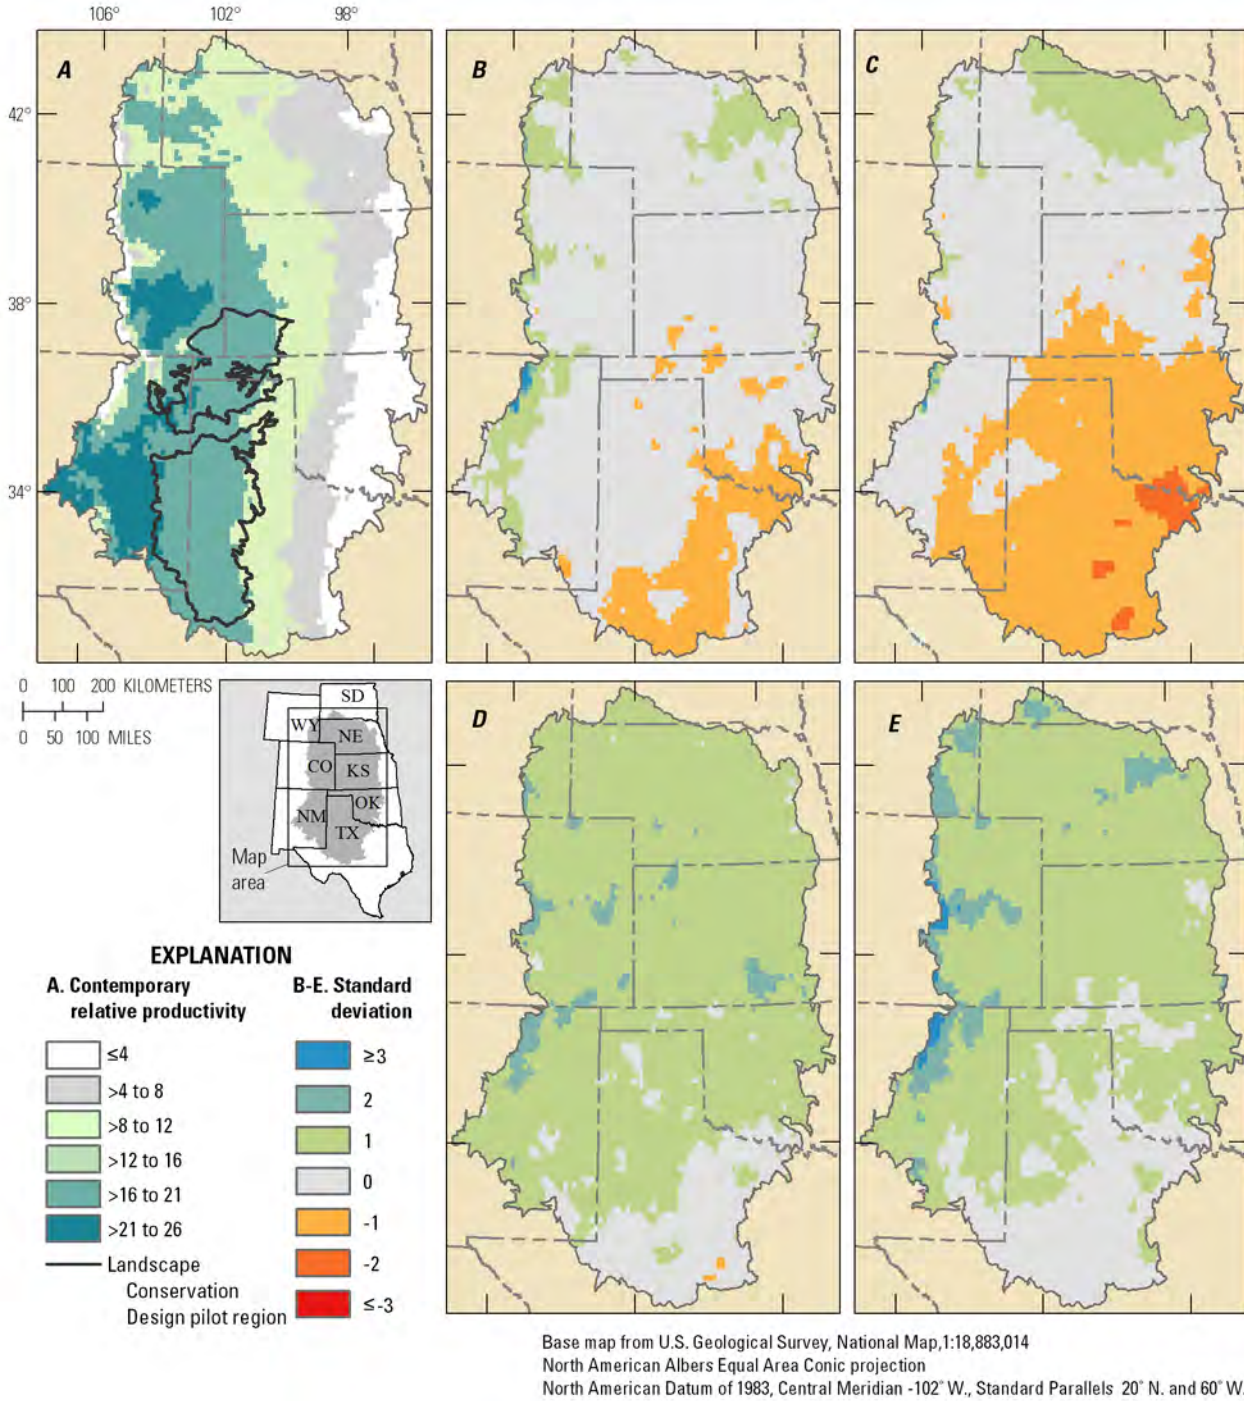 106° 102° 98°
A
B
C
42°
38°
34°
0 100 200 KILOMETERS
0 50 100 MILES
SD
WY
NE
CO
KS
OK
NM
TX
Map
area
D
E
EXPLANATION
A. Contemporary
relative productivity
≤4
>4 to 8
>8 to 12
>12 to 16
>16 to 21
>21 to 26
Landscape
Conservation
Design pilot region
B-E. Standard
deviation
≥3
2
1
0
-1
-2
≤-3
Base map from U.S. Geological Survey, National Map,1:18,883,014
North American Albers Equal Area Conic projection
North American Datum of 1983, Central Meridian -102° W., Standard Parallels 20° N. and 60° W.